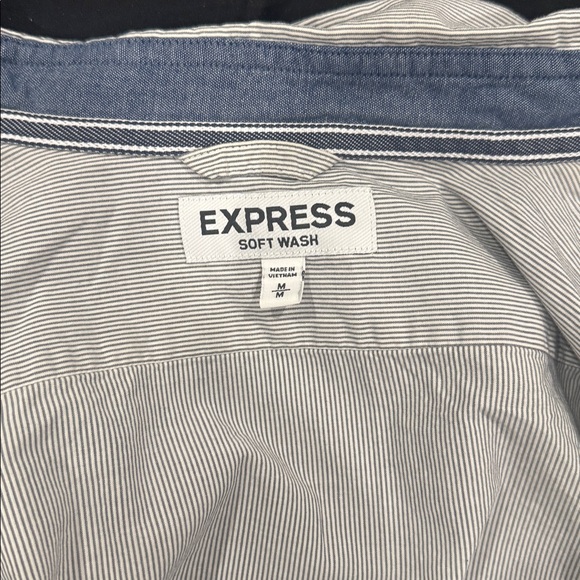 EXPRESS
SOFT WASH
MADE IN
VIETNAM
M
M